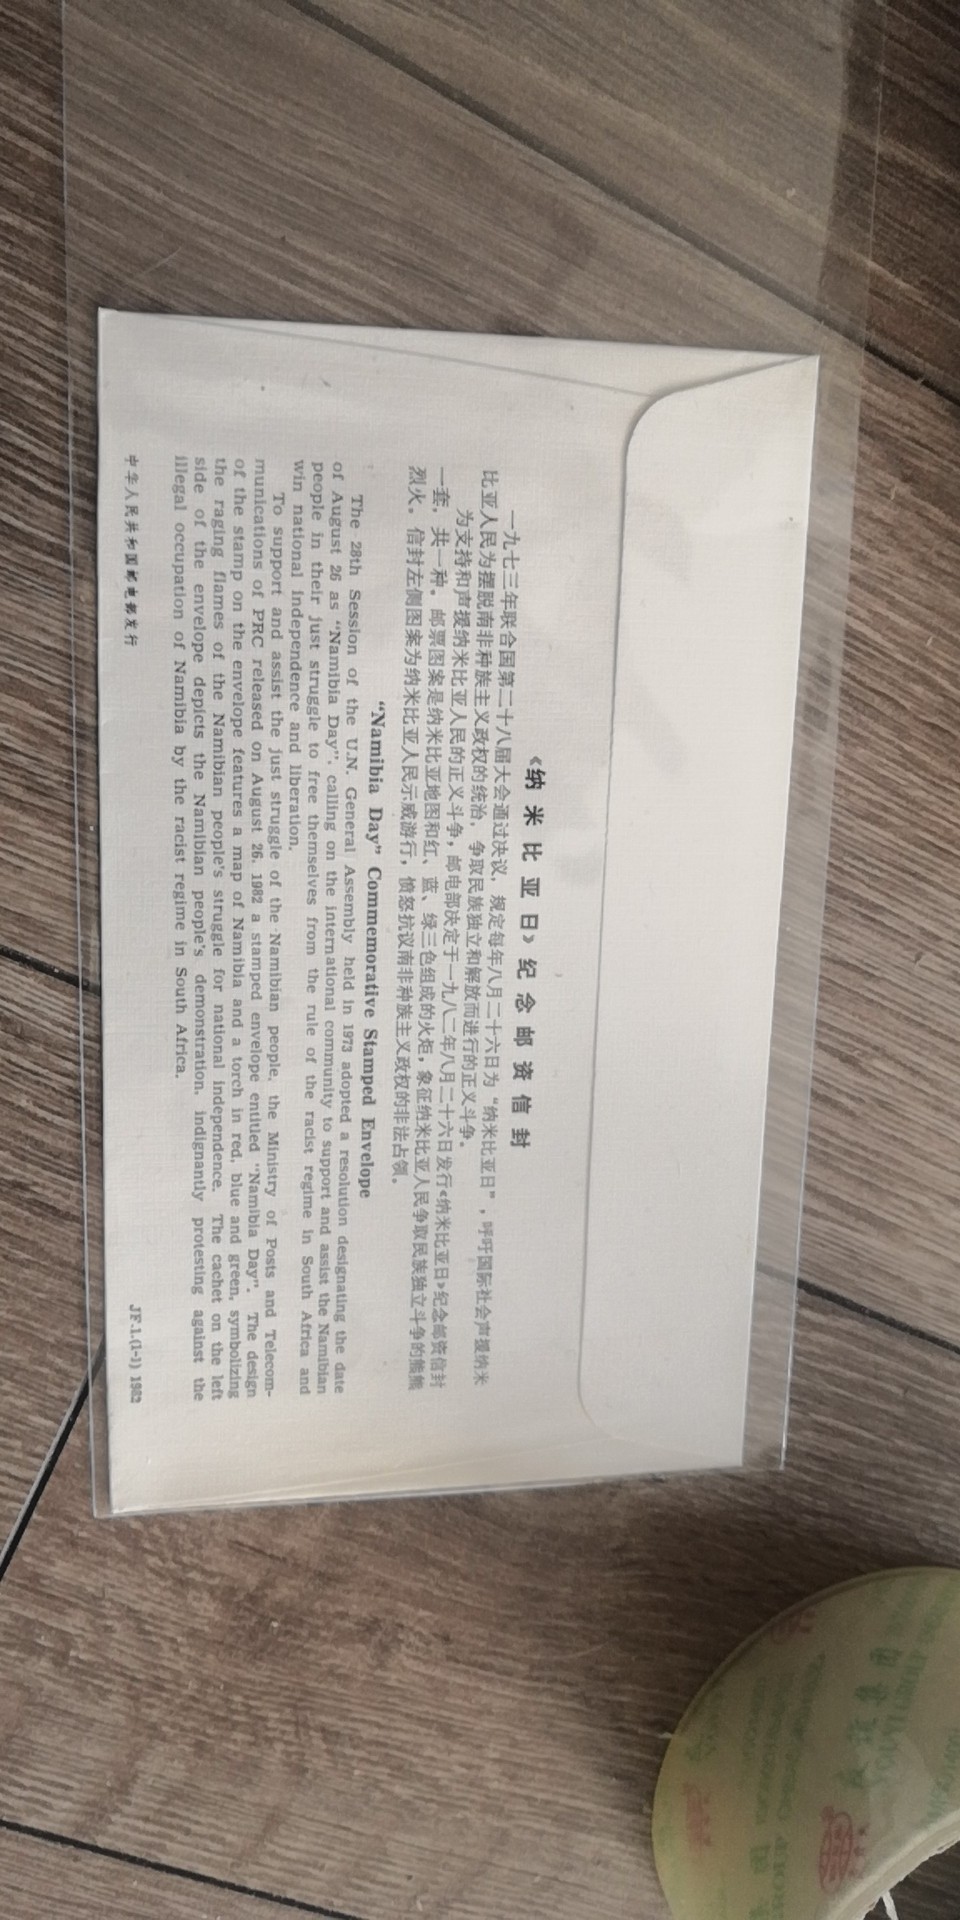 《纳米比亚日》纪念邮资信封
一九七三年联合国第二十八届大会通过决议，规定每年八月二十六日为“纳米比亚日”，呼吁国际社会声援纳米
比亚人民为摆脱南非种族主义政权的统治，争取民族独立和解放而进行的正义斗争。
为支持和声援纳米比亚人民的正义斗争，邮电部决定于一九八二年八月二十六日发行《纳米比亚日》纪念邮资信封
一套，共一种。邮票图案是纳米比亚地图和红、蓝、绿三色组成的火炬，象征纳米比亚人民争取民族独立斗争的熊熊
烈火。信封左侧图案为纳米比亚人民示威游行，愤怒抗议南非种族主义政权的非法占领。
“Namibia Day” Commemorative Stamped Envelope
The 28th Session of the U.N. General Assembly held in 1973 adopted a resolution designating the date
of August 26 as “Namibia Day”, calling on the international community to support and assist the Namibian
people in their just struggle to free themselves from the rule of the racist regime in South Africa and
win national independence and liberation.
To support and assist the just struggle of the Namibian people, the Ministry of Posts and Telecom-
munications of PRC released on August 26, 1982 a stamped envelope entitled “Namibia Day”. The design
of the stamp on the envelope features a map of Namibia and a torch in red, blue and green, symbolizing
the raging flames of the Namibian people's struggle for national independence. The cachet on the left
side of the envelope depicts the Namibian people's demonstration, indignantly protesting against the
illegal occupation of Namibia by the racist regime in South Africa.
中华人民共和国邮电部发行
JF.1.(1-1) 1982